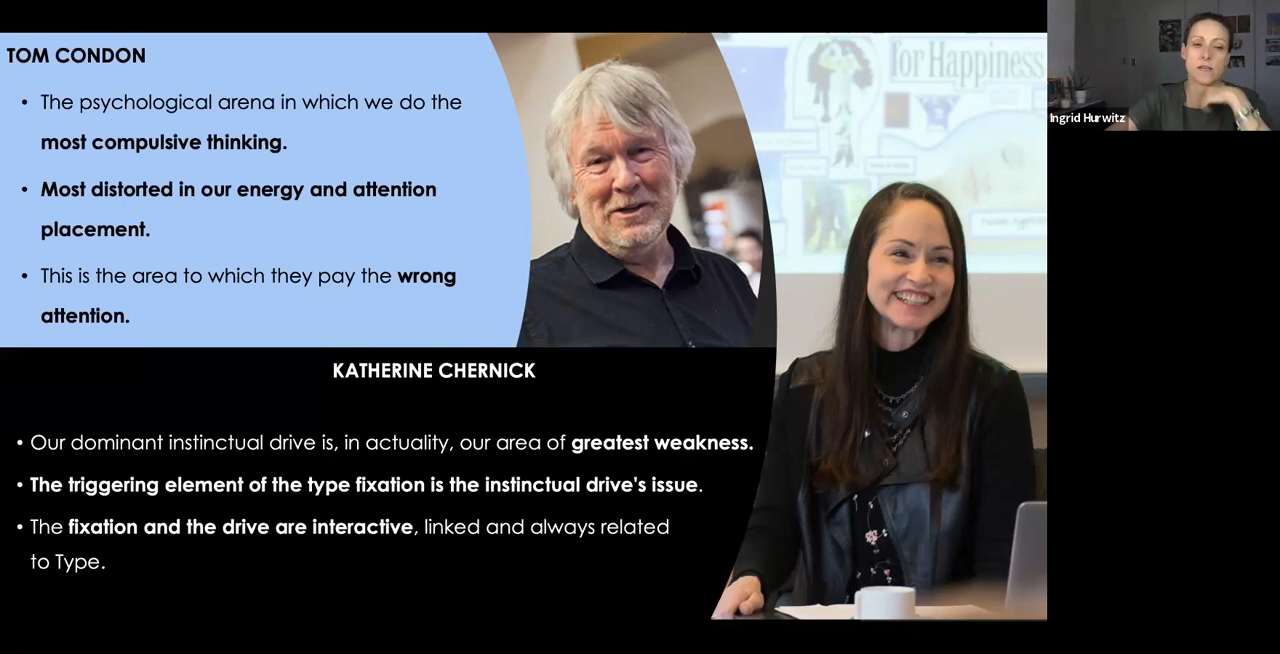 TOM CONDON
• The psychological arena in which we do the
most compulsive thinking.
• Most distorted in our energy and attention
placement.
• This is the area to which they pay the wrong
attention.
for Happiness
Ingrid Hurwitz
KATHERINE CHERNICK
• Our dominant instinctual drive is, in actuality, our area of greatest weakness.
• The triggering element of the type fixation is the instinctual drive's issue.
• The fixation and the drive are interactive, linked and always related
to Type.